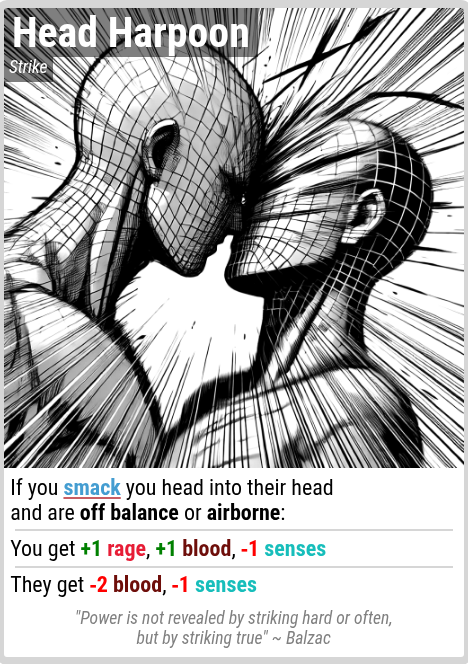 Head Harpoon
Strike
If you smack you head into their head
and are off balance or airborne:
You get +1 rage, +1 blood, -1 senses
They get -2 blood, -1 senses
"Power is not revealed by striking hard or often,
but by striking true" ~ Balzac